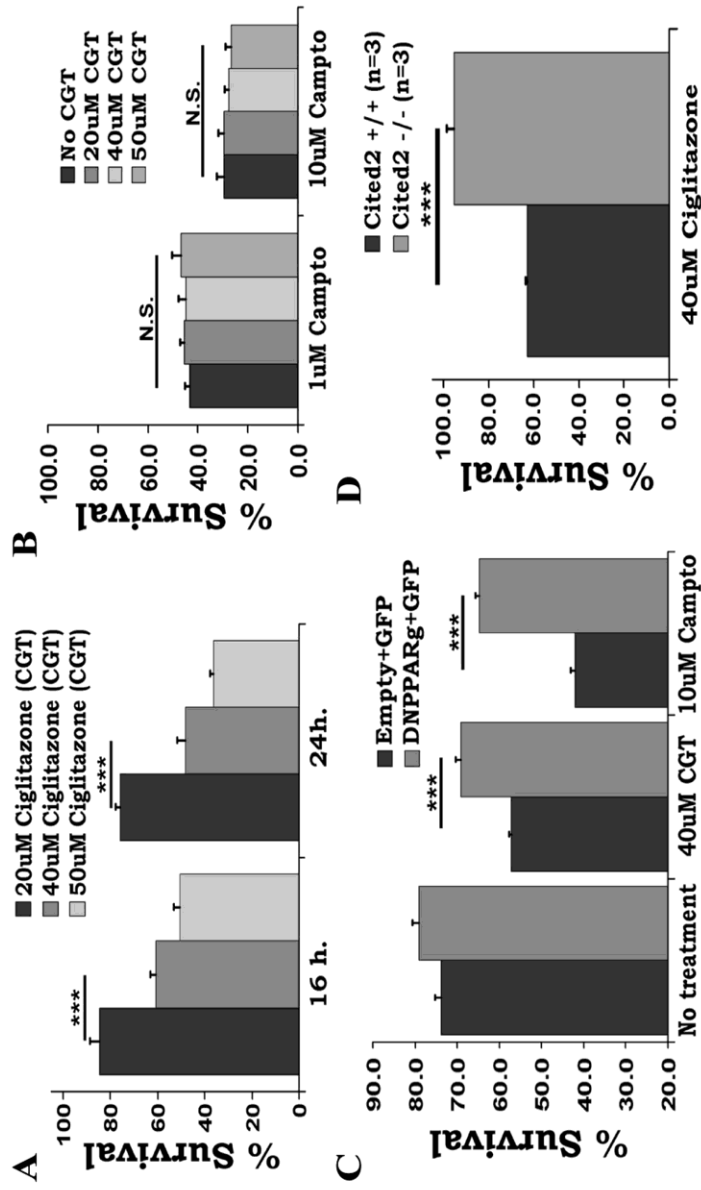 A
% Survival
100
80
60
40
20
0
20uM Ciglitazone (CGT)
40uM Ciglitazone (CGT)
50uM Ciglitazone (CGT)
***
***
16 h.
24h.
B
% Survival
100.0
80.0
60.0
40.0
20.0
0.0
No CGT
20uM CGT
40uM CGT
50uM CGT
N.S.
N.S.
1uM Campto
10uM Campto
C
% Survival
90.0
80.0
70.0
60.0
50.0
40.0
30.0
20.0
Empty+GFP
DNPPARg+GFP
***
***
No treatment
40uM CGT
10uM Campto
D
% Survival
100.0
80.0
60.0
40.0
20.0
0.0
Cited2 +/+ (n=3)
Cited2 -/- (n=3)
***
40uM Ciglitazone